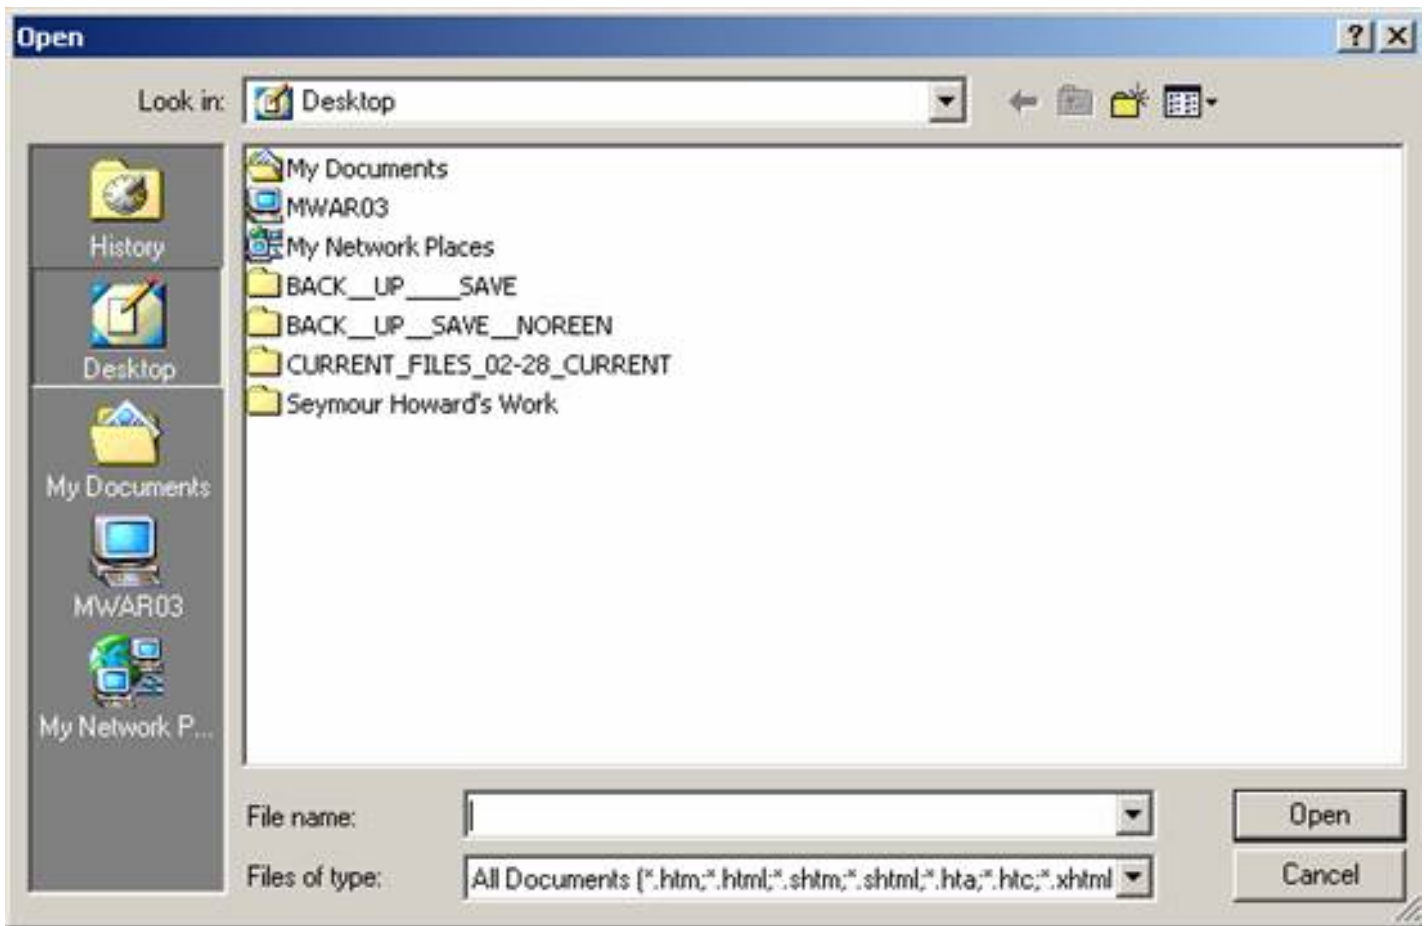 Open
Look in: Desktop
History
Desktop
My Documents
MWAR03
My Network P...
My Documents
MWAR03
My Network Places
BACK__UP____SAVE
BACK__UP__SAVE__NOREEN
CURRENT_FILES_02-28_CURRENT
Seymour Howard's Work
File name:
Open
Files of type: All Documents (*.htm;*.html;*.shtm;*.shtml;*.hta;*.htc;*.xhtml
Cancel